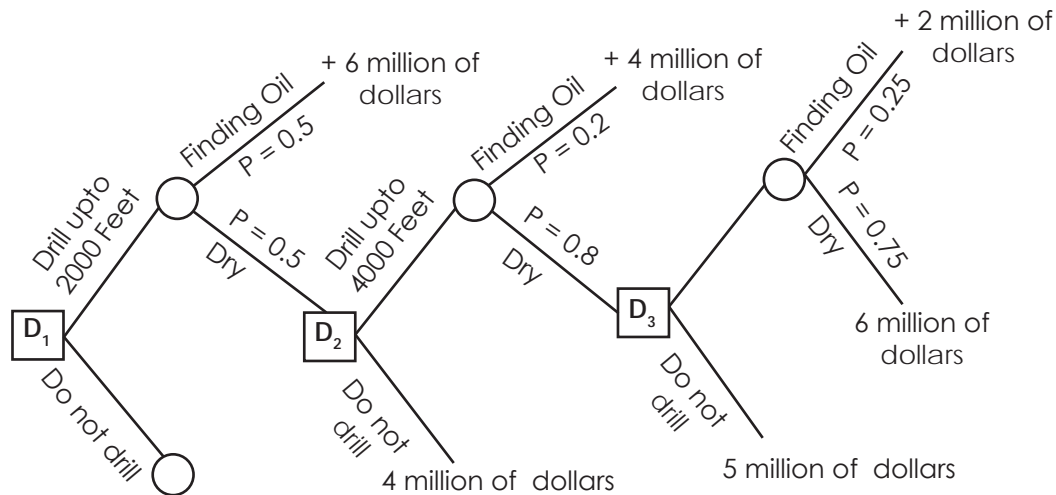 + 6 million of
dollars
Finding Oil
P = 0.5
Drill upto
2000 Feet
P = 0.5
Dry
D1
Do not drill
+ 4 million of
dollars
Finding Oil
P = 0.2
Drill upto
4000 Feet
P = 0.8
Dry
D2
Do not
drill
4 million of dollars
+ 2 million of
dollars
Finding Oil
P = 0.25
P = 0.75
Dry
D3
Do not
drill
6 million of
dollars
5 million of dollars